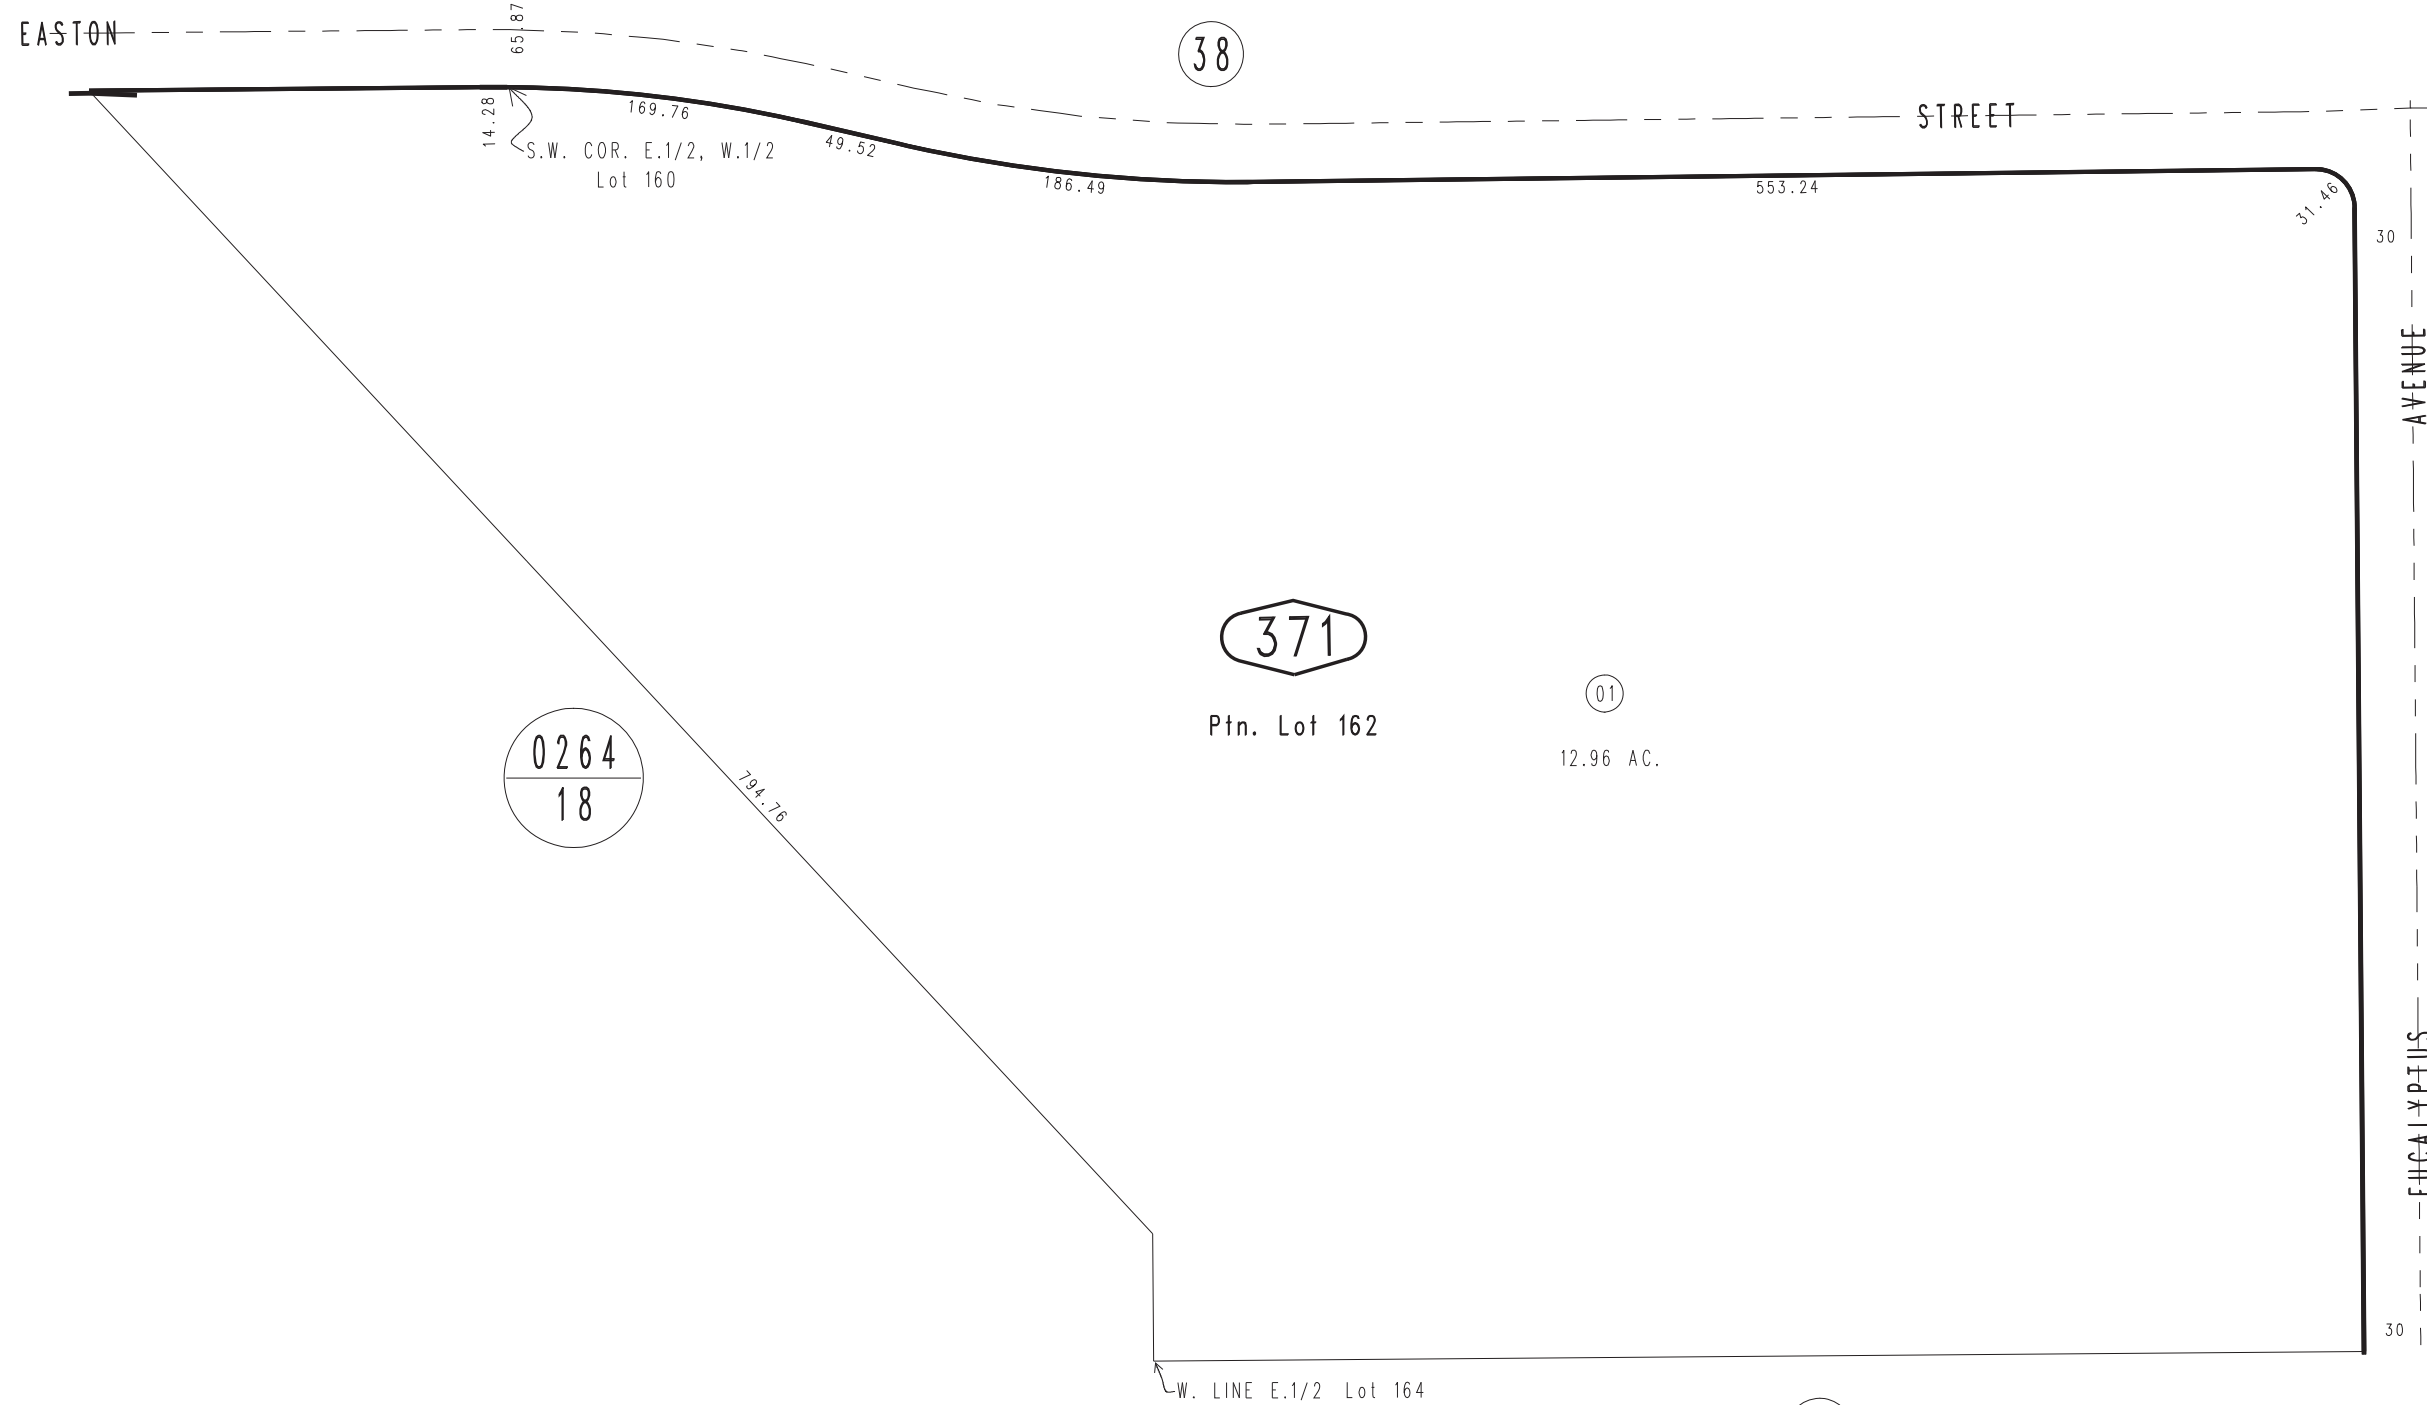 EASTON
65.87
38
14.28
169.76
S.W. COR. E.1/2, W.1/2
Lot 160
49.52
186.49
553.24
STREET
31.46
30
AVENUE
371
01
Ptn. Lot 162
12.96 AC.
0264
18
794.76
EUCALYPTUS
30
W. LINE E.1/2 Lot 164